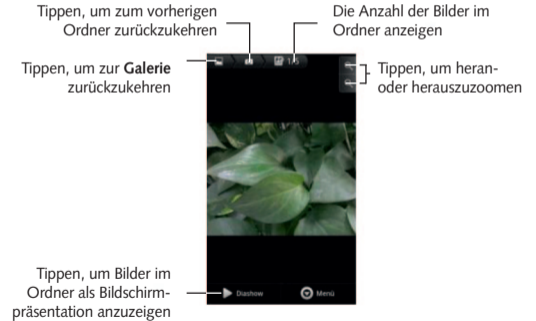 Tippen, um zum vorherigen
Ordner zurückzukehren
Die Anzahl der Bilder im
Ordner anzeigen
Tippen, um zur Galerie
zurückzukehren
Tippen, um heran-
oder herauszuzoomen
Tippen, um Bilder im
Ordner als Bildschirm-
präsentation anzuzeigen
Diashow
Menü